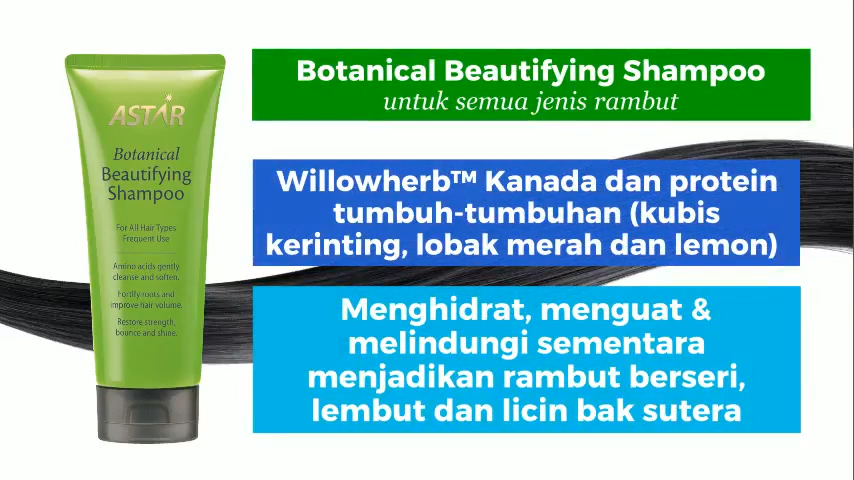 ASTÁR
Botanical
Beautifying
Shampoo
For All Hair Types
Frequent Use
Amino acids gently
cleanse and soften.
Fortify roots and
improve hair volume.
Restore strength,
bounce and shine.
Botanical Beautifying Shampoo
untuk semua jenis rambut
Willowherb™ Kanada dan protein
tumbuh-tumbuhan (kubis
kerinting, lobak merah dan lemon)
Menghidrat, menguat &
melindungi sementara
menjadikan rambut berseri,
lembut dan licin bak sutera